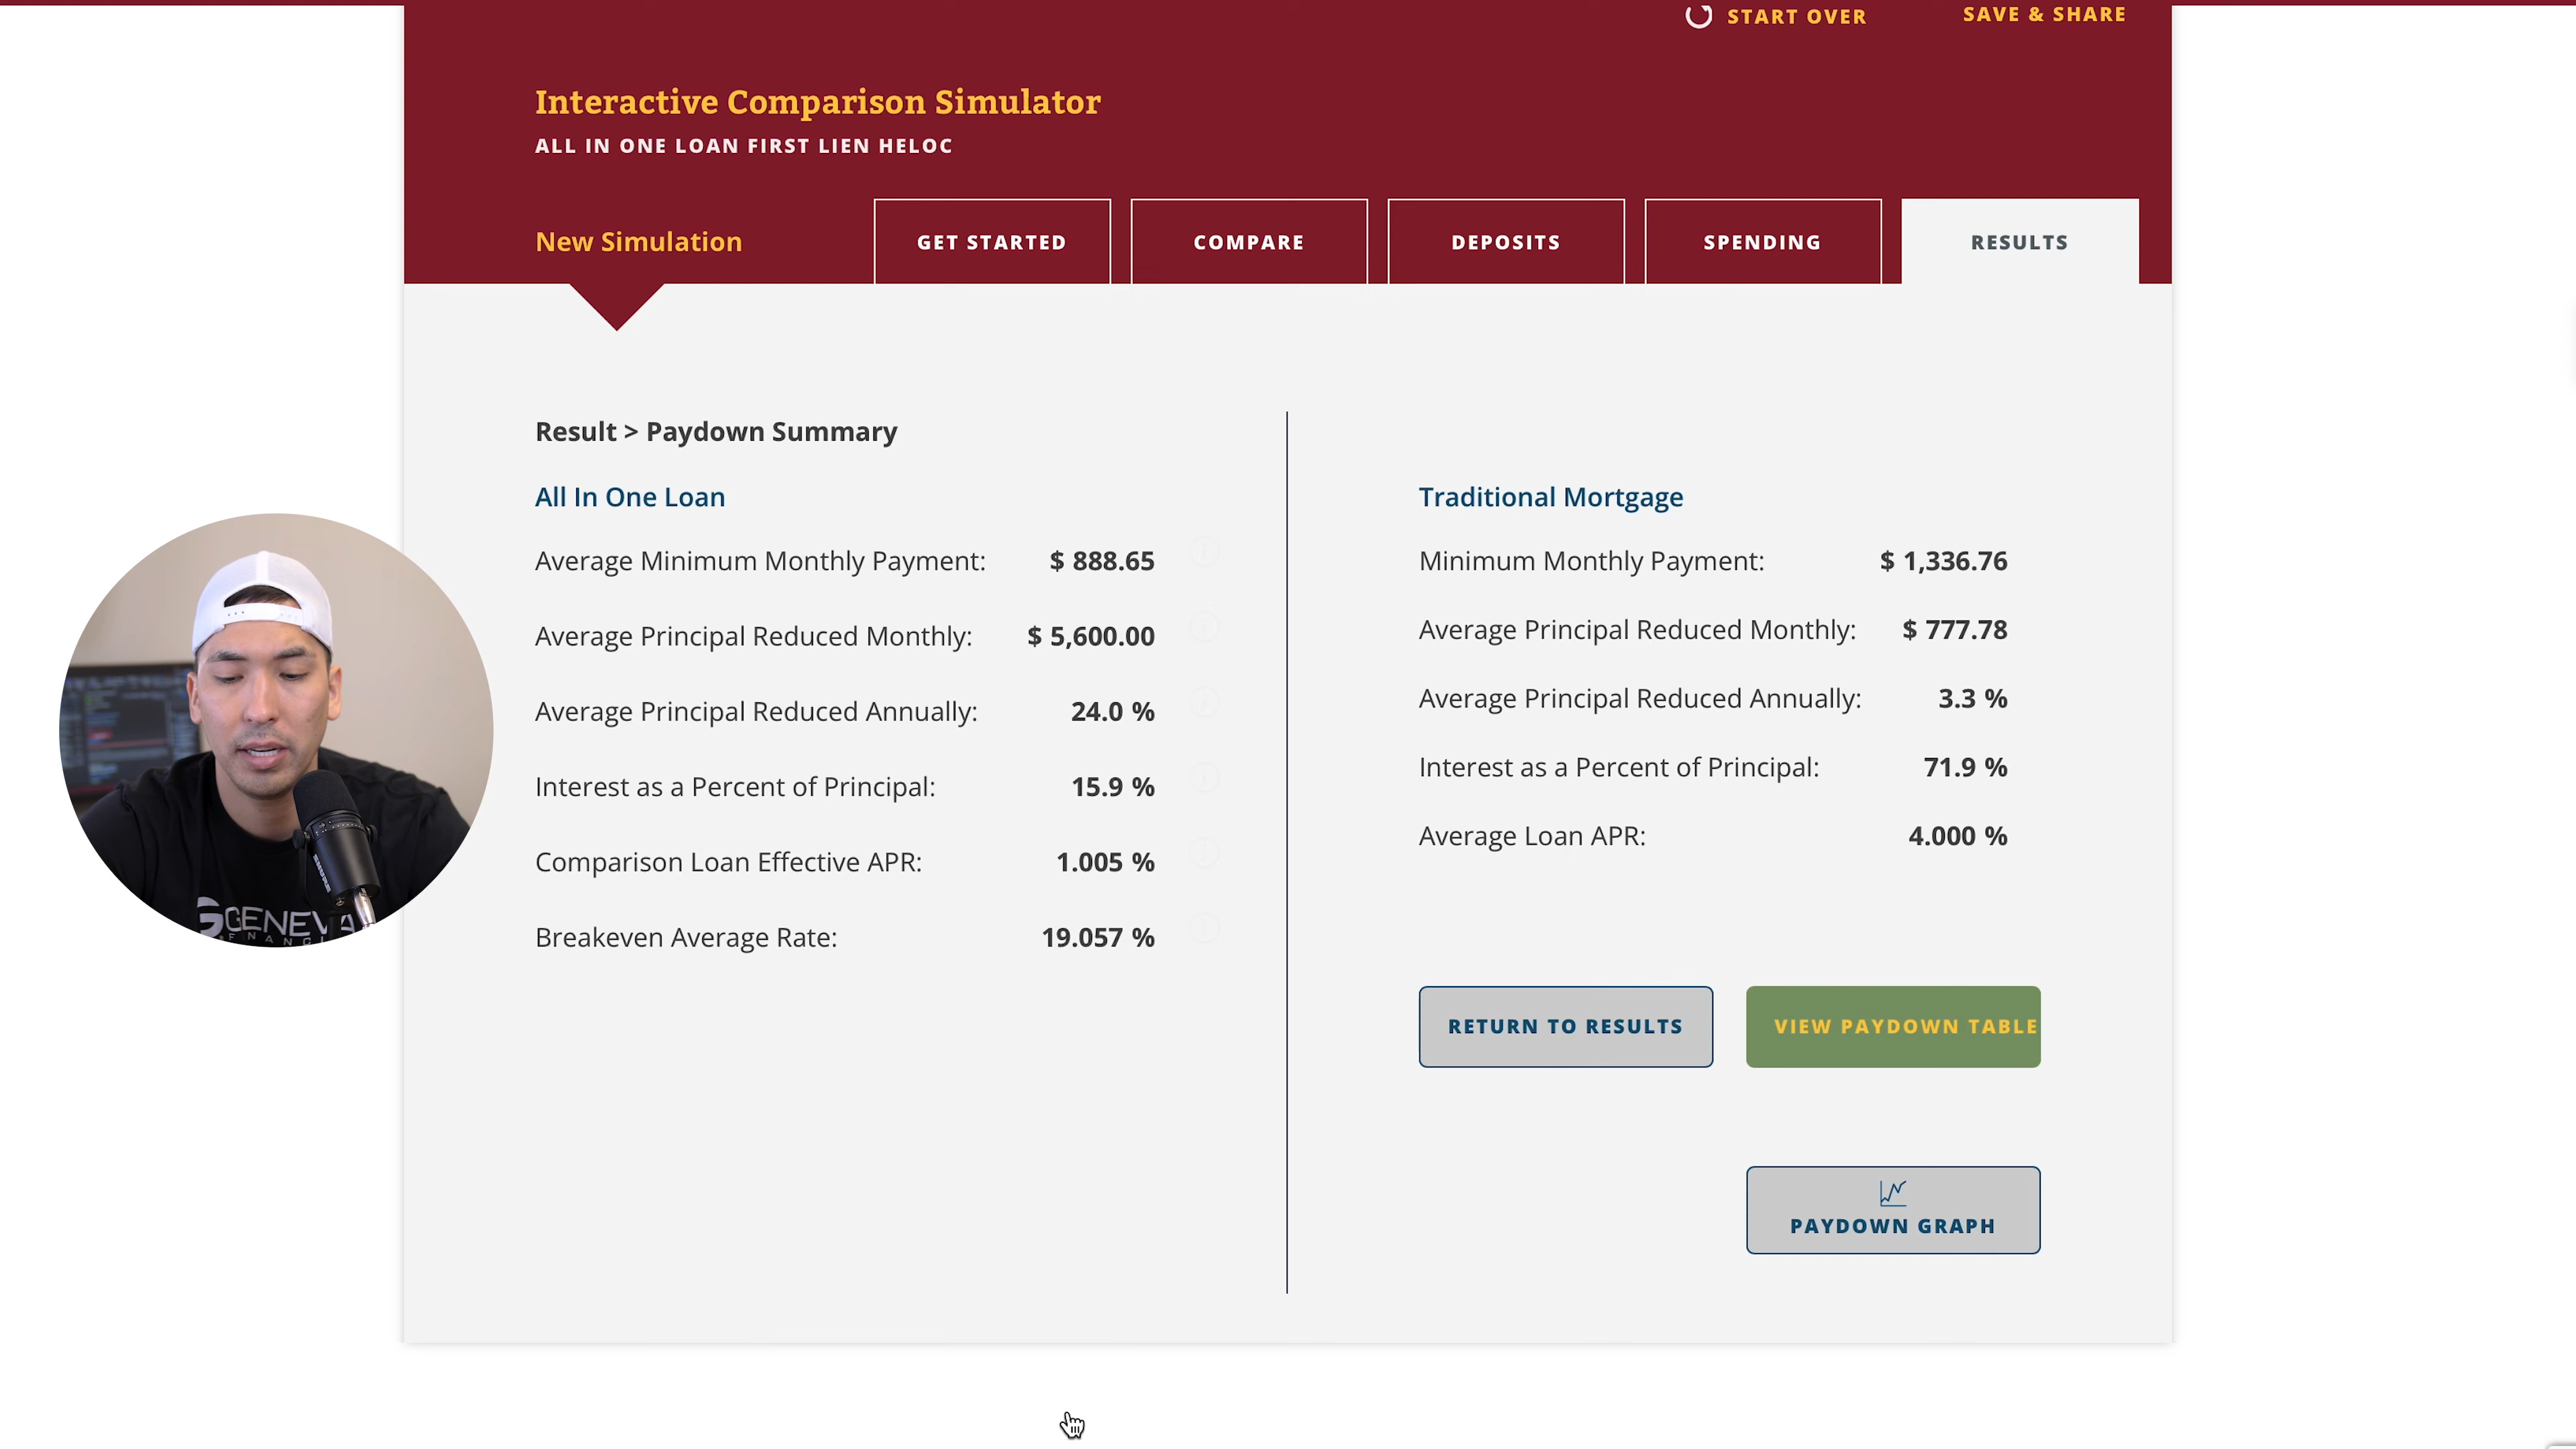 START OVER
SAVE & SHARE
Interactive Comparison Simulator
ALL IN ONE LOAN FIRST LIEN HELOC
New Simulation
GET STARTED
COMPARE
DEPOSITS
SPENDING
RESULTS
Result > Paydown Summary
All In One Loan
Average Minimum Monthly Payment: $ 888.65
Average Principal Reduced Monthly: $ 5,600.00
Average Principal Reduced Annually: 24.0 %
Interest as a Percent of Principal: 15.9 %
Comparison Loan Effective APR: 1.005 %
Breakeven Average Rate: 19.057 %
Traditional Mortgage
Minimum Monthly Payment: $ 1,336.76
Average Principal Reduced Monthly: $ 777.78
Average Principal Reduced Annually: 3.3 %
Interest as a Percent of Principal: 71.9 %
Average Loan APR: 4.000 %
RETURN TO RESULTS
VIEW PAYDOWN TABLE
PAYDOWN GRAPH